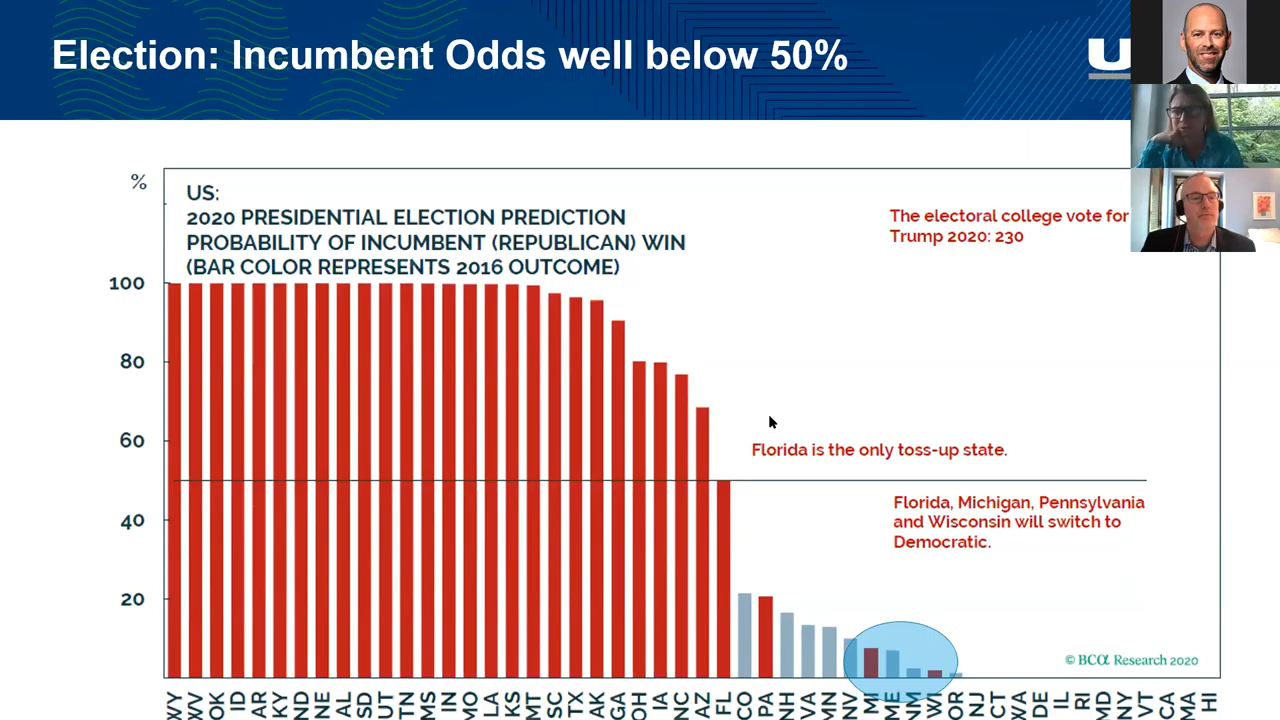 Election: Incumbent Odds well below 50%
U
%
US:
2020 PRESIDENTIAL ELECTION PREDICTION
PROBABILITY OF INCUMBENT (REPUBLICAN) WIN
(BAR COLOR REPRESENTS 2016 OUTCOME)
The electoral college vote for
Trump 2020: 230
100
80
60
40
20
Florida is the only toss-up state.
Florida, Michigan, Pennsylvania
and Wisconsin will switch to
Democratic.
© BCα Research 2020
WY WV OK ID AR KY ND NE AL SD UT TN MS IN MO LA KS MT SC TX AK GA OH IA NC AZ FL CO PA NH VA MN NV MI ME NM WI OR NJ CT WA DE IL RI MD NY VT CA MA HI